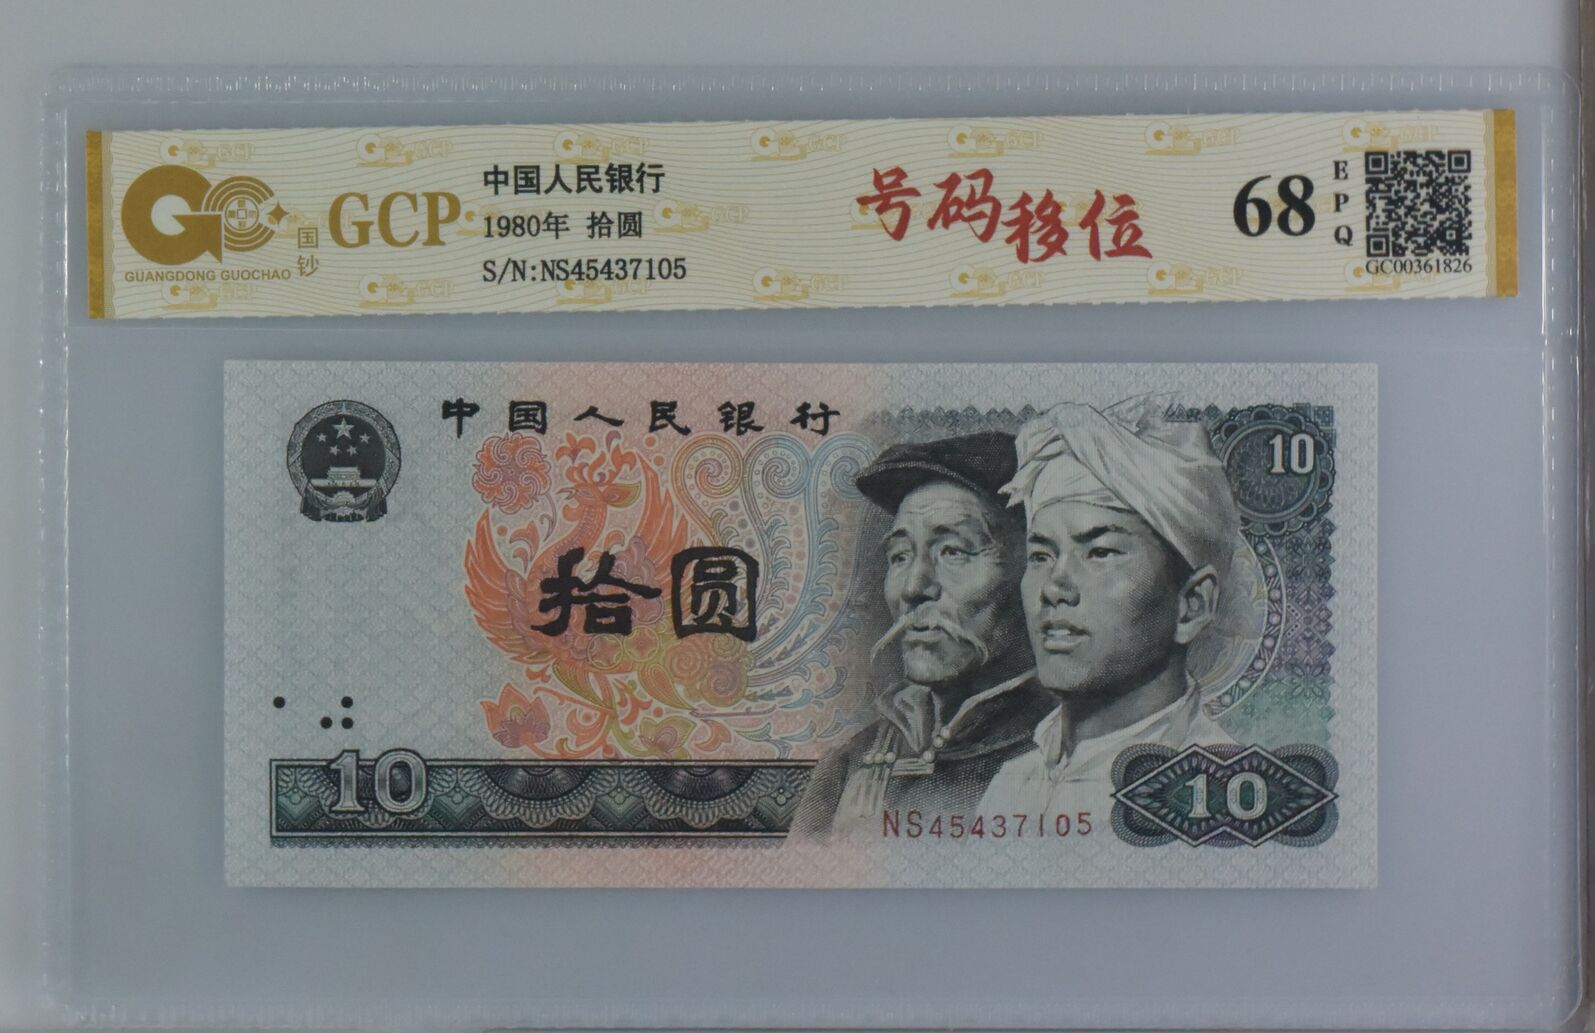 国钞
GUANGDONG GUOCHAO
GCP
中国人民银行
1980年 拾圆
S/N:NS45437105
号码移位
68
EPQ
GC00361826
中国人民银行
10
拾圆
10
NS45437105
10